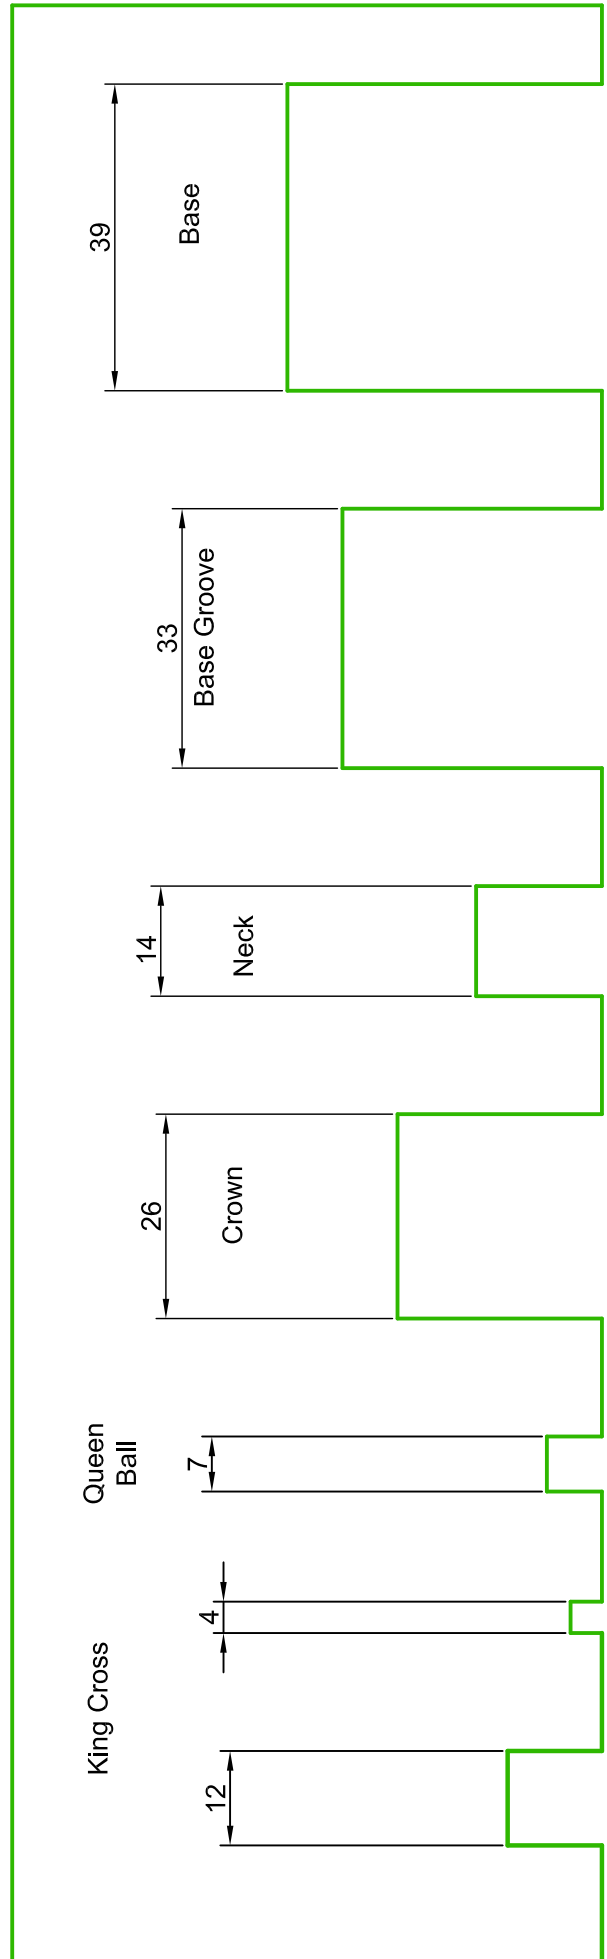 King Cross
12
4
Queen
Ball
7
Crown
26
Neck
14
Base Groove
33
Base
39